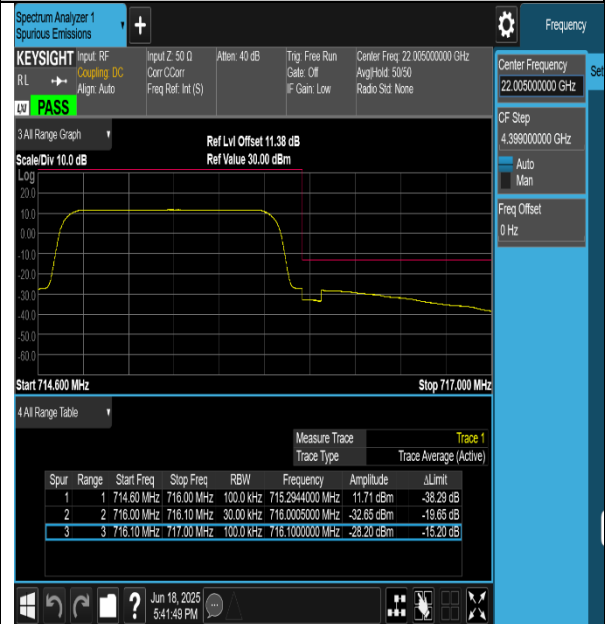 Spectrum Analyzer 1
Spurious Emissions
+
Frequency
KEYSIGHT
Input: RF
Input Z: 50 Ω
Atten: 40 dB
Trig: Free Run
Center Freq: 22.005000000 GHz
RL
Coupling: DC
Corr CCorr
Gate: Off
Avg|Hold: 50/50
Align: Auto
Freq Ref: Int (S)
IF Gain: Low
Radio Std: None
LXI
PASS
Center Frequency
22.005000000 GHz
Set
CF Step
4.399000000 GHz
Auto
Man
Freq Offset
0 Hz
3 All Range Graph
Ref Lvl Offset 11.38 dB
Scale/Div 10.0 dB
Ref Value 30.00 dBm
Log
20.0
10.0
0.00
-10.0
-20.0
-30.0
-40.0
-50.0
-60.0
Start 714.600 MHz
Stop 717.000 MHz
4 All Range Table
Measure Trace Trace 1
Trace Type Trace Average (Active)
Spur Range Start Freq Stop Freq RBW Frequency Amplitude ΔLimit
1 1 714.60 MHz 716.00 MHz 100.0 kHz 715.2944000 MHz 11.71 dBm -38.29 dB
2 2 716.00 MHz 716.10 MHz 30.00 kHz 716.0005000 MHz -32.65 dBm -19.65 dB
3 3 716.10 MHz 717.00 MHz 100.0 kHz 716.1000000 MHz -28.20 dBm -15.20 dB
?
Jun 18, 2025
5:41:49 PM